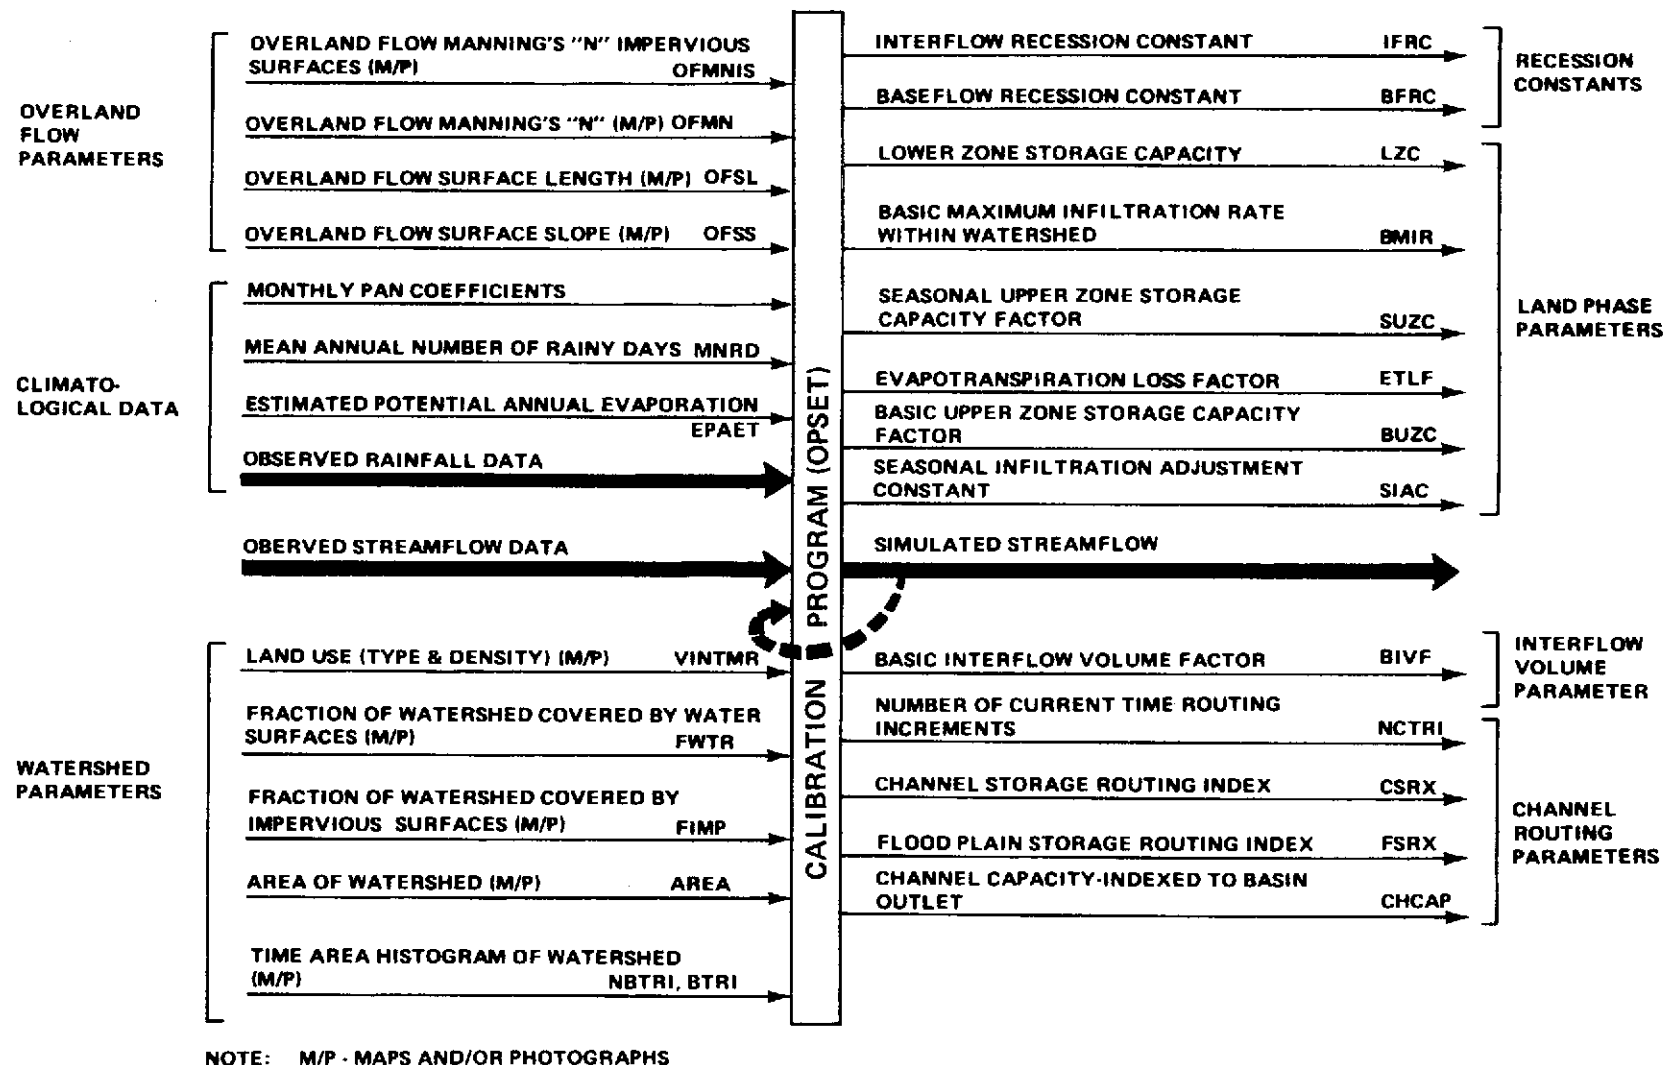 OVERLAND
FLOW
PARAMETERS
OVERLAND FLOW MANNING'S "N" IMPERVIOUS
SURFACES (M/P) OFMNIS
OVERLAND FLOW MANNING'S "N" (M/P) OFMN
OVERLAND FLOW SURFACE LENGTH (M/P) OFSL
OVERLAND FLOW SURFACE SLOPE (M/P) OFSS
CLIMATO-
LOGICAL DATA
MONTHLY PAN COEFFICIENTS
MEAN ANNUAL NUMBER OF RAINY DAYS MNRD
ESTIMATED POTENTIAL ANNUAL EVAPORATION
EPAET
OBSERVED RAINFALL DATA
OBERVED STREAMFLOW DATA
WATERSHED
PARAMETERS
LAND USE (TYPE & DENSITY) (M/P) VINTMR
FRACTION OF WATERSHED COVERED BY WATER
SURFACES (M/P) FWTR
FRACTION OF WATERSHED COVERED BY
IMPERVIOUS SURFACES (M/P) FIMP
AREA OF WATERSHED (M/P) AREA
TIME AREA HISTOGRAM OF WATERSHED
(M/P) NBTRI, BTRI
CALIBRATION PROGRAM (OPSET)
INTERFLOW RECESSION CONSTANT IFRC
BASEFLOW RECESSION CONSTANT BFRC
RECESSION
CONSTANTS
LOWER ZONE STORAGE CAPACITY LZC
BASIC MAXIMUM INFILTRATION RATE
WITHIN WATERSHED BMIR
SEASONAL UPPER ZONE STORAGE
CAPACITY FACTOR SUZC
EVAPOTRANSPIRATION LOSS FACTOR ETLF
BASIC UPPER ZONE STORAGE CAPACITY
FACTOR BUZC
SEASONAL INFILTRATION ADJUSTMENT
CONSTANT SIAC
LAND PHASE
PARAMETERS
SIMULATED STREAMFLOW
BASIC INTERFLOW VOLUME FACTOR BIVF
INTERFLOW
VOLUME
PARAMETER
NUMBER OF CURRENT TIME ROUTING
INCREMENTS NCTRI
CHANNEL STORAGE ROUTING INDEX CSRX
FLOOD PLAIN STORAGE ROUTING INDEX FSRX
CHANNEL CAPACITY-INDEXED TO BASIN
OUTLET CHCAP
CHANNEL
ROUTING
PARAMETERS
NOTE: M/P - MAPS AND/OR PHOTOGRAPHS